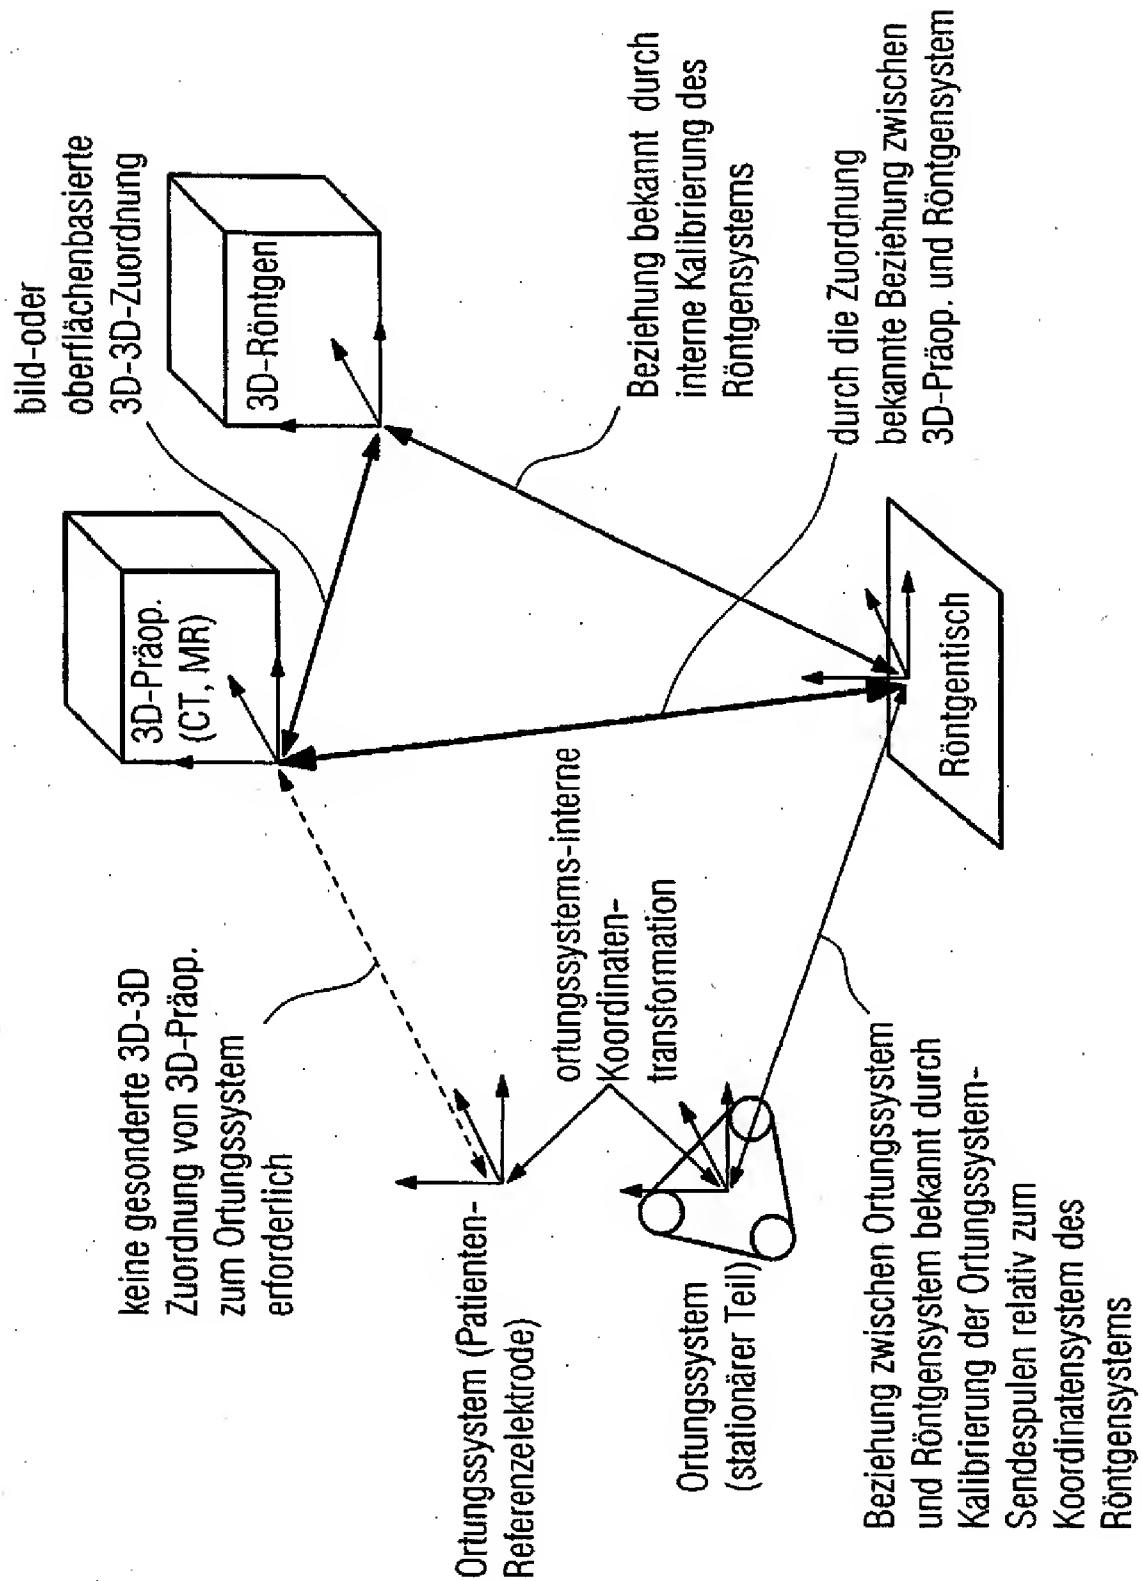 bild-oder
oberflächenbasierte
3D-3D-Zuordnung
3D-Präop.
(CT, MR)
3D-Röntgen
keine gesonderte 3D-3D
Zuordnung von 3D-Präop.
zum Ortungssystem
erforderlich
Beziehung bekannt durch
interne Kalibrierung des
Röntgensystems
Ortungssystem (Patienten-
Referenzelektrode)
ortungssystems-interne
Koordinaten-
transformation
durch die Zuordnung
bekannte Beziehung zwischen
3D-Präop. und Röntgensystem
Ortungssystem
(stationärer Teil)
Röntgentisch
Beziehung zwischen Ortungssystem
und Röntgensystem bekannt durch
Kalibrierung der Ortungssystem-
Sendespulen relativ zum
Koordinatensystem des
Röntgensystems